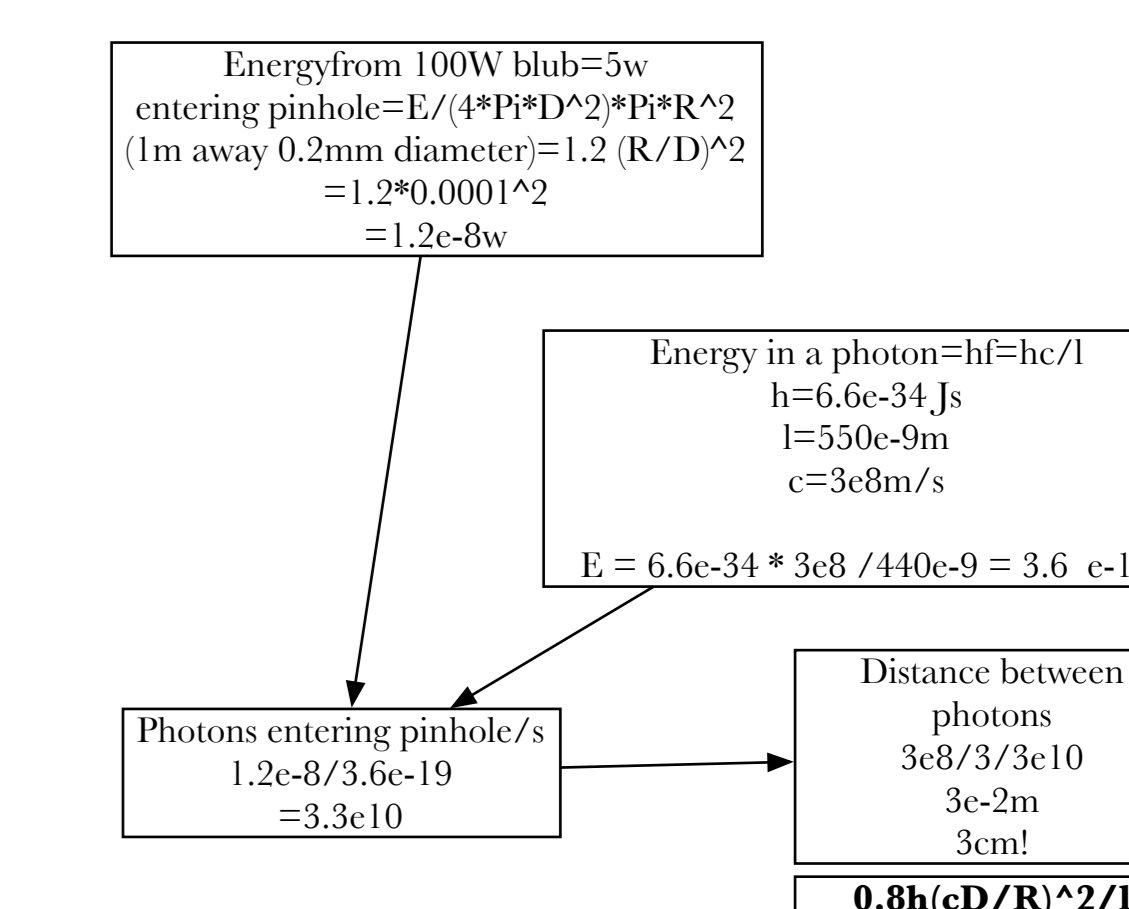 Energyfrom 100W blub=5w
entering pinhole=E/(4*Pi*D^2)*Pi*R^2
(1m away 0.2mm diameter)=1.2 (R/D)^2
=1.2*0.0001^2
=1.2e-8w
Energy in a photon=hf=hc/l
h=6.6e-34 Js
l=550e-9m
c=3e8m/s
E = 6.6e-34 * 3e8 /440e-9 = 3.6 e-1
Photons entering pinhole/s
1.2e-8/3.6e-19
=3.3e10
Distance between
photons
3e8/3/3e10
3e-2m
3cm!
0.8h(cD/R)^2/l